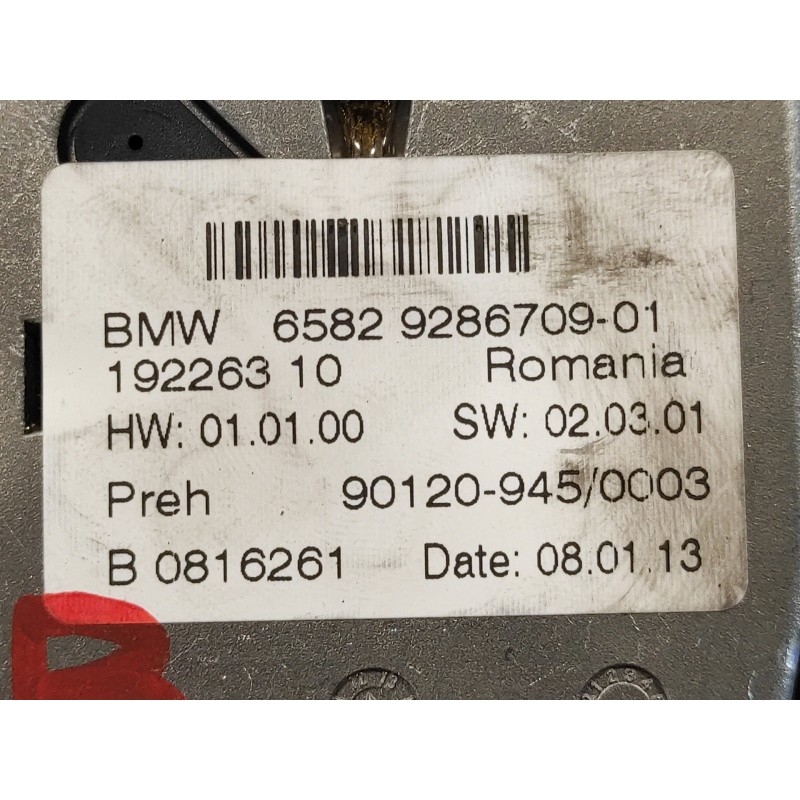 BMW 6582 9286709-01
192263 10 Romania
HW: 01.01.00 SW: 02.03.01
Preh 90120-945/0003
B 0816261 Date: 08.01.13